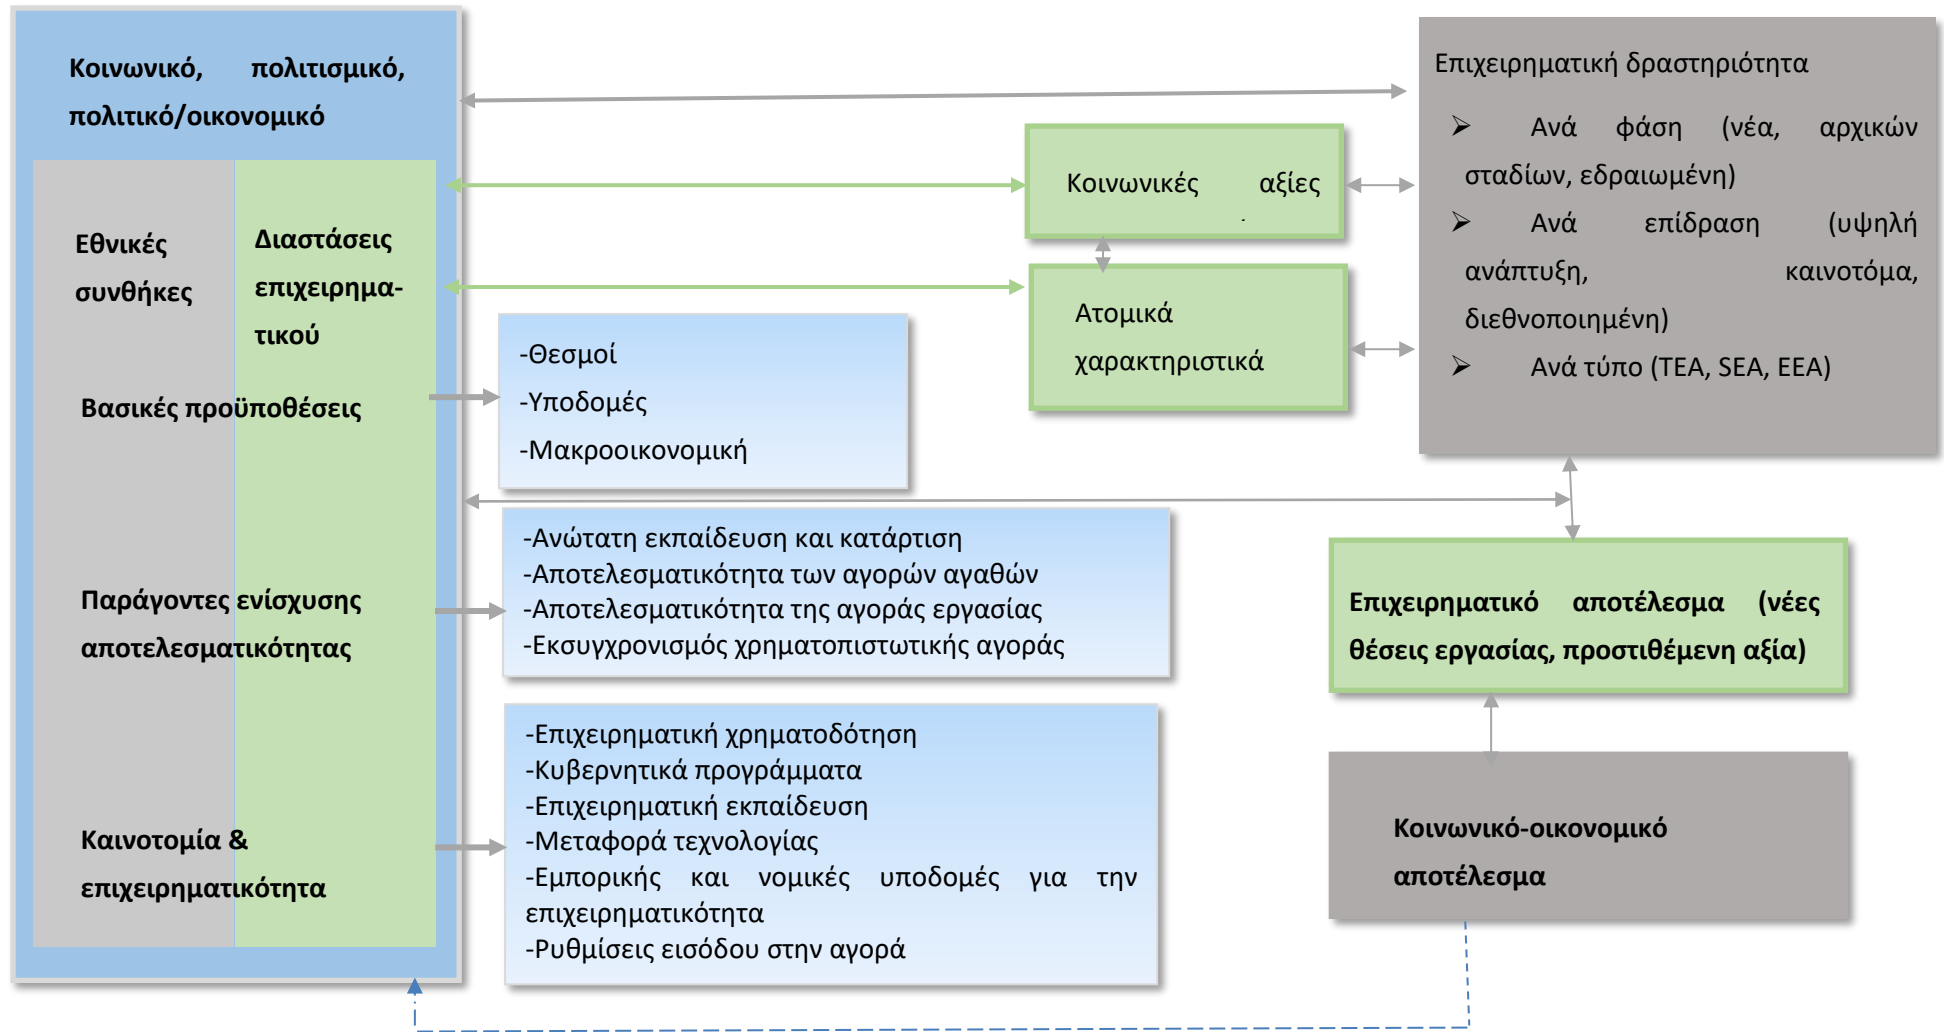 Κοινωνικό, πολιτισμικό,
πολιτικό/οικονομικό
Εθνικές
συνθήκες
Διαστάσεις
επιχειρημα-
τικού
Βασικές προϋποθέσεις
Παράγοντες ενίσχυσης
αποτελεσματικότητας
Καινοτομία &
επιχειρηματικότητα
-Θεσμοί
-Υποδομές
-Μακροοικονομική
-Ανώτατη εκπαίδευση και κατάρτιση
-Αποτελεσματικότητα των αγορών αγαθών
-Αποτελεσματικότητα της αγοράς εργασίας
-Εκσυγχρονισμός χρηματοπιστωτικής αγοράς
-Επιχειρηματική χρηματοδότηση
-Κυβερνητικά προγράμματα
-Επιχειρηματική εκπαίδευση
-Μεταφορά τεχνολογίας
-Εμπορικής και νομικές υποδομές για την
επιχειρηματικότητα
-Ρυθμίσεις εισόδου στην αγορά
Κοινωνικές αξίες
Ατομικά
χαρακτηριστικά
Επιχειρηματική δραστηριότητα
➢ Ανά φάση (νέα, αρχικών
σταδίων, εδραιωμένη)
➢ Ανά επίδραση (υψηλή
ανάπτυξη, καινοτόμα,
διεθνοποιημένη)
➢ Ανά τύπο (TEA, SEA, EEA)
Επιχειρηματικό αποτέλεσμα (νέες
θέσεις εργασίας, προστιθέμενη αξία)
Κοινωνικό-οικονομικό
αποτέλεσμα